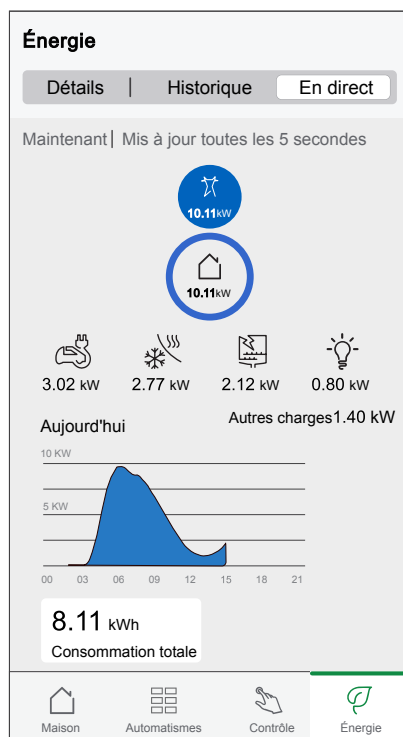 Énergie
Détails | Historique En direct
Maintenant| Mis à jour toutes les 5 secondes
10.11kW
10.11kW
3.02 kW 2.77 kW 2.12 kW 0.80 kW
Autres charges1.40 kW
Aujourd'hui
10 KW
5 KW
00 03 06 09 12 15 18 21
8.11 kWh
Consommation totale
Maison Automatismes Contrôle Énergie